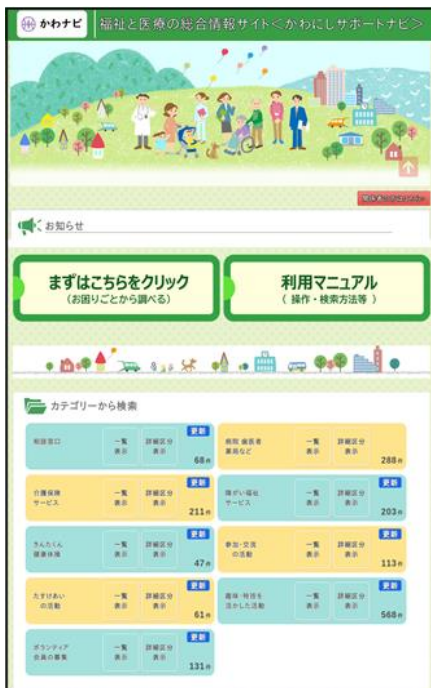 かわナビ
福祉と医療の総合情報サイト<かわにしサポートナビ>
お知らせ
まずはこちらをクリック
(お困りごとから調べる)
利用マニュアル
( 操作・検索方法等 )
カテゴリーから検索
相談窓口
一覧
表示
詳細区分
表示
更新
68件
病院 歯医者
薬局など
一覧
表示
詳細区分
表示
更新
288件
介護保険
サービス
一覧
表示
詳細区分
表示
更新
211件
障がい福祉
サービス
一覧
表示
詳細区分
表示
更新
203件
きんたくん
健幸体操
一覧
表示
詳細区分
表示
更新
47件
参加・交流
の活動
一覧
表示
詳細区分
表示
更新
113件
たすけあい
の活動
一覧
表示
詳細区分
表示
更新
61件
趣味・特技を
活かした活動
一覧
表示
詳細区分
表示
更新
568件
ボランティア
会員の募集
一覧
表示
詳細区分
表示
更新
131件